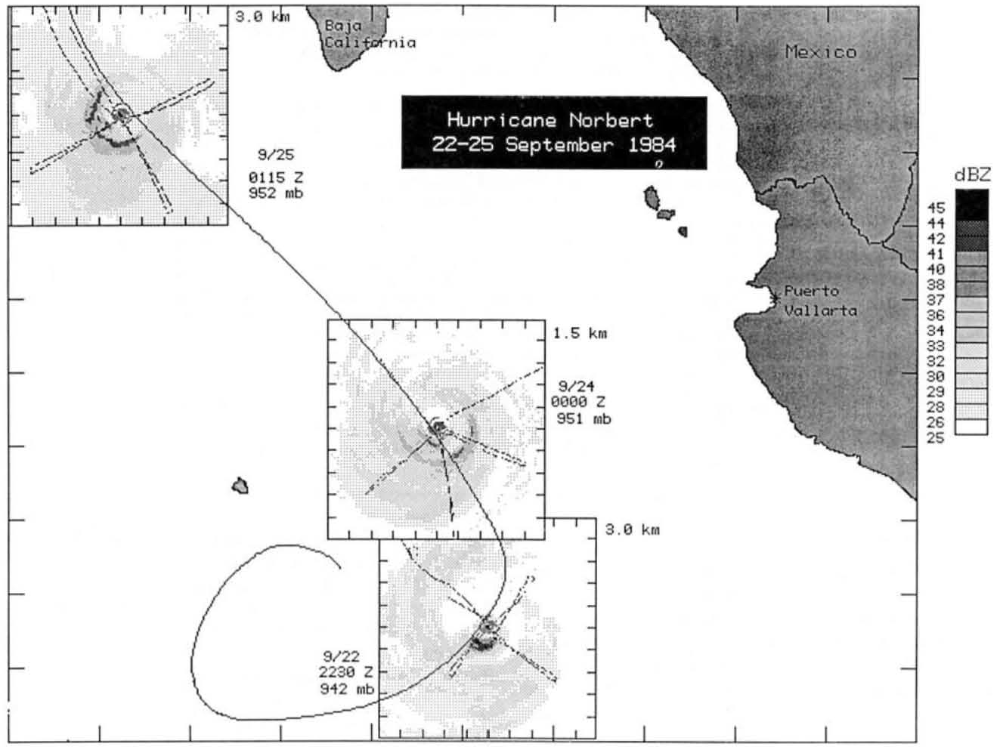 3.0 km
Baja
California
Mexico
Hurricane Norbert
22-25 September 1984
9/25
0115 Z
952 mb
dBZ
45
44
42
41
40
38
37
36
34
33
32
30
29
28
26
25
Puerto
Vallarta
1.5 km
9/24
0000 Z
951 mb
3.0 km
9/22
2230 Z
942 mb